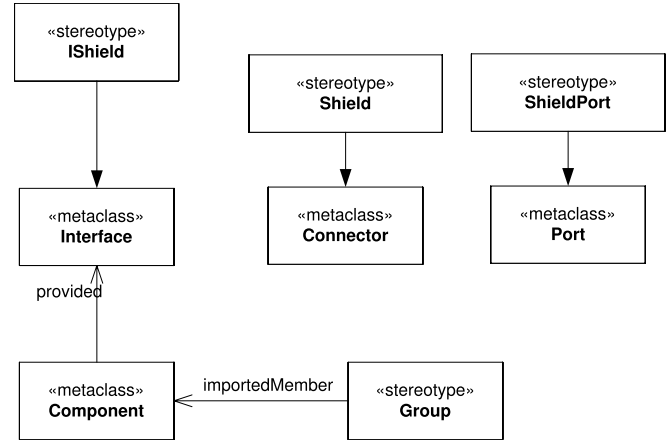 «stereotype»
IShield
«stereotype»
Shield
«stereotype»
ShieldPort
«metaclass»
Interface
«metaclass»
Connector
«metaclass»
Port
provided
«metaclass»
Component
importedMember
«stereotype»
Group